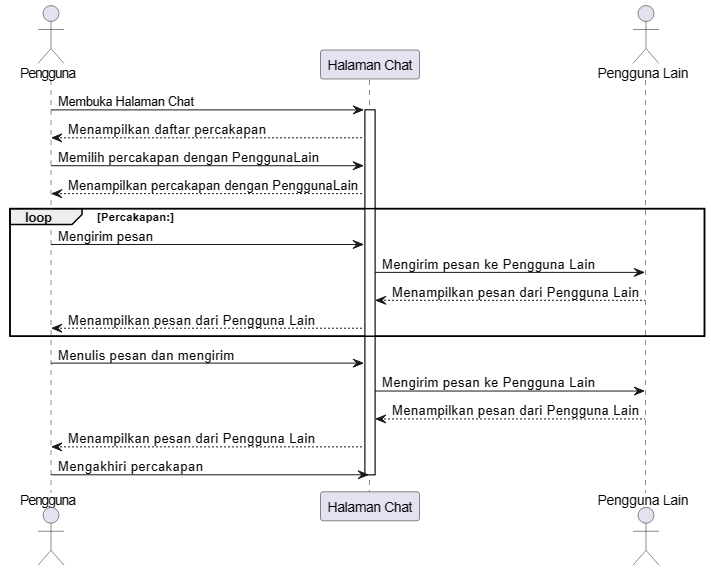 Pengguna
Halaman Chat
Pengguna Lain
Membuka Halaman Chat
Menampilkan daftar percakapan
Memilih percakapan dengan PenggunaLain
Menampilkan percakapan dengan PenggunaLain
loop [Percakapan:]
Mengirim pesan
Mengirim pesan ke Pengguna Lain
Menampilkan pesan dari Pengguna Lain
Menampilkan pesan dari Pengguna Lain
Menulis pesan dan mengirim
Mengirim pesan ke Pengguna Lain
Menampilkan pesan dari Pengguna Lain
Menampilkan pesan dari Pengguna Lain
Mengakhiri percakapan
Pengguna
Halaman Chat
Pengguna Lain